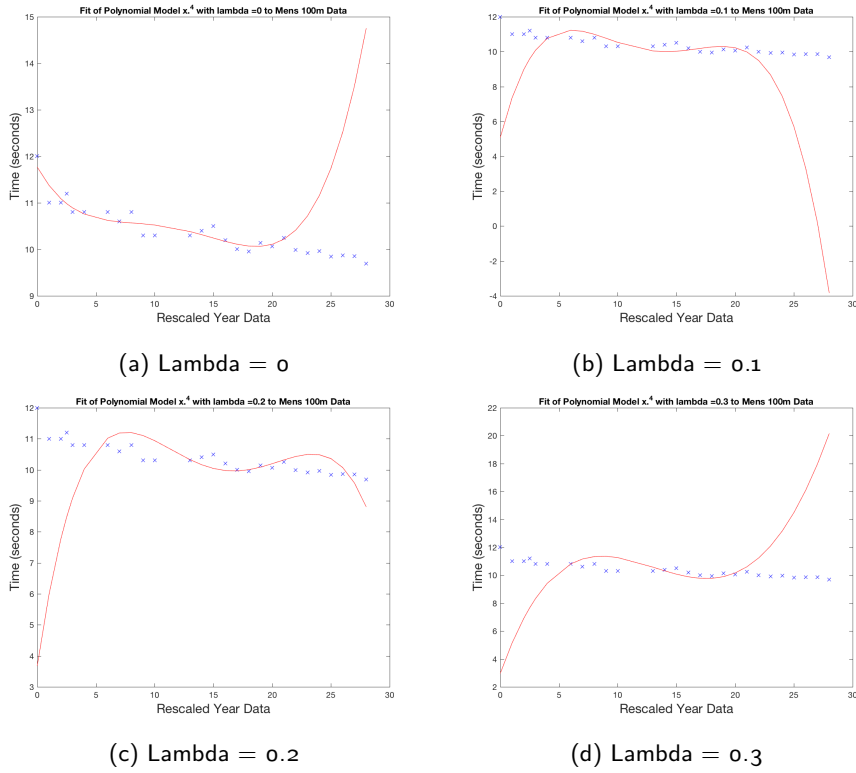 Fit of Polynomial Model x.^4 with lambda =0 to Mens 100m Data
15
14
13
12
11
10
9
Time (seconds)
0 5 10 15 20 25 30
Rescaled Year Data
(a) Lambda = 0
Fit of Polynomial Model x.^4 with lambda =0.1 to Mens 100m Data
12
10
8
6
4
2
0
-2
-4
Time (seconds)
0 5 10 15 20 25 30
Rescaled Year Data
(b) Lambda = 0.1
Fit of Polynomial Model x.^4 with lambda =0.2 to Mens 100m Data
12
11
10
9
8
7
6
5
4
3
Time (seconds)
0 5 10 15 20 25 30
Rescaled Year Data
(c) Lambda = 0.2
Fit of Polynomial Model x.^4 with lambda =0.3 to Mens 100m Data
22
20
18
16
14
12
10
8
6
4
2
Time (seconds)
0 5 10 15 20 25 30
Rescaled Year Data
(d) Lambda = 0.3